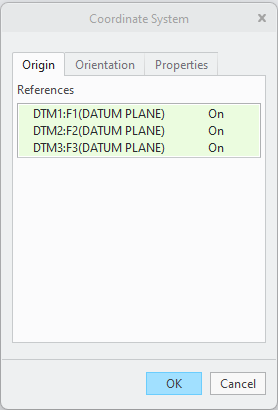 Coordinate System
Origin Orientation Properties
References
DTM1:F1(DATUM PLANE) On
DTM2:F2(DATUM PLANE) On
DTM3:F3(DATUM PLANE) On
OK Cancel